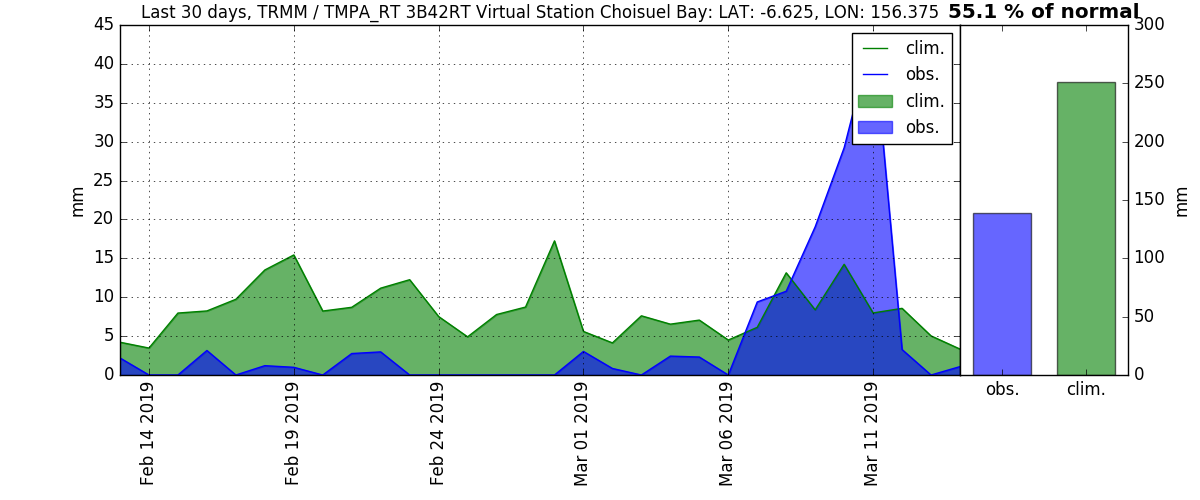 Last 30 days, TRMM / TMPA_RT 3B42RT Virtual Station Choisuel Bay: LAT: -6.625, LON: 156.375
55.1 % of normal
45
40
35
30
25
20
15
10
5
0
mm
clim.
obs.
clim.
obs.
Feb 14 2019
Feb 19 2019
Feb 24 2019
Mar 01 2019
Mar 06 2019
Mar 11 2019
300
250
200
150
100
50
0
mm
obs.
clim.